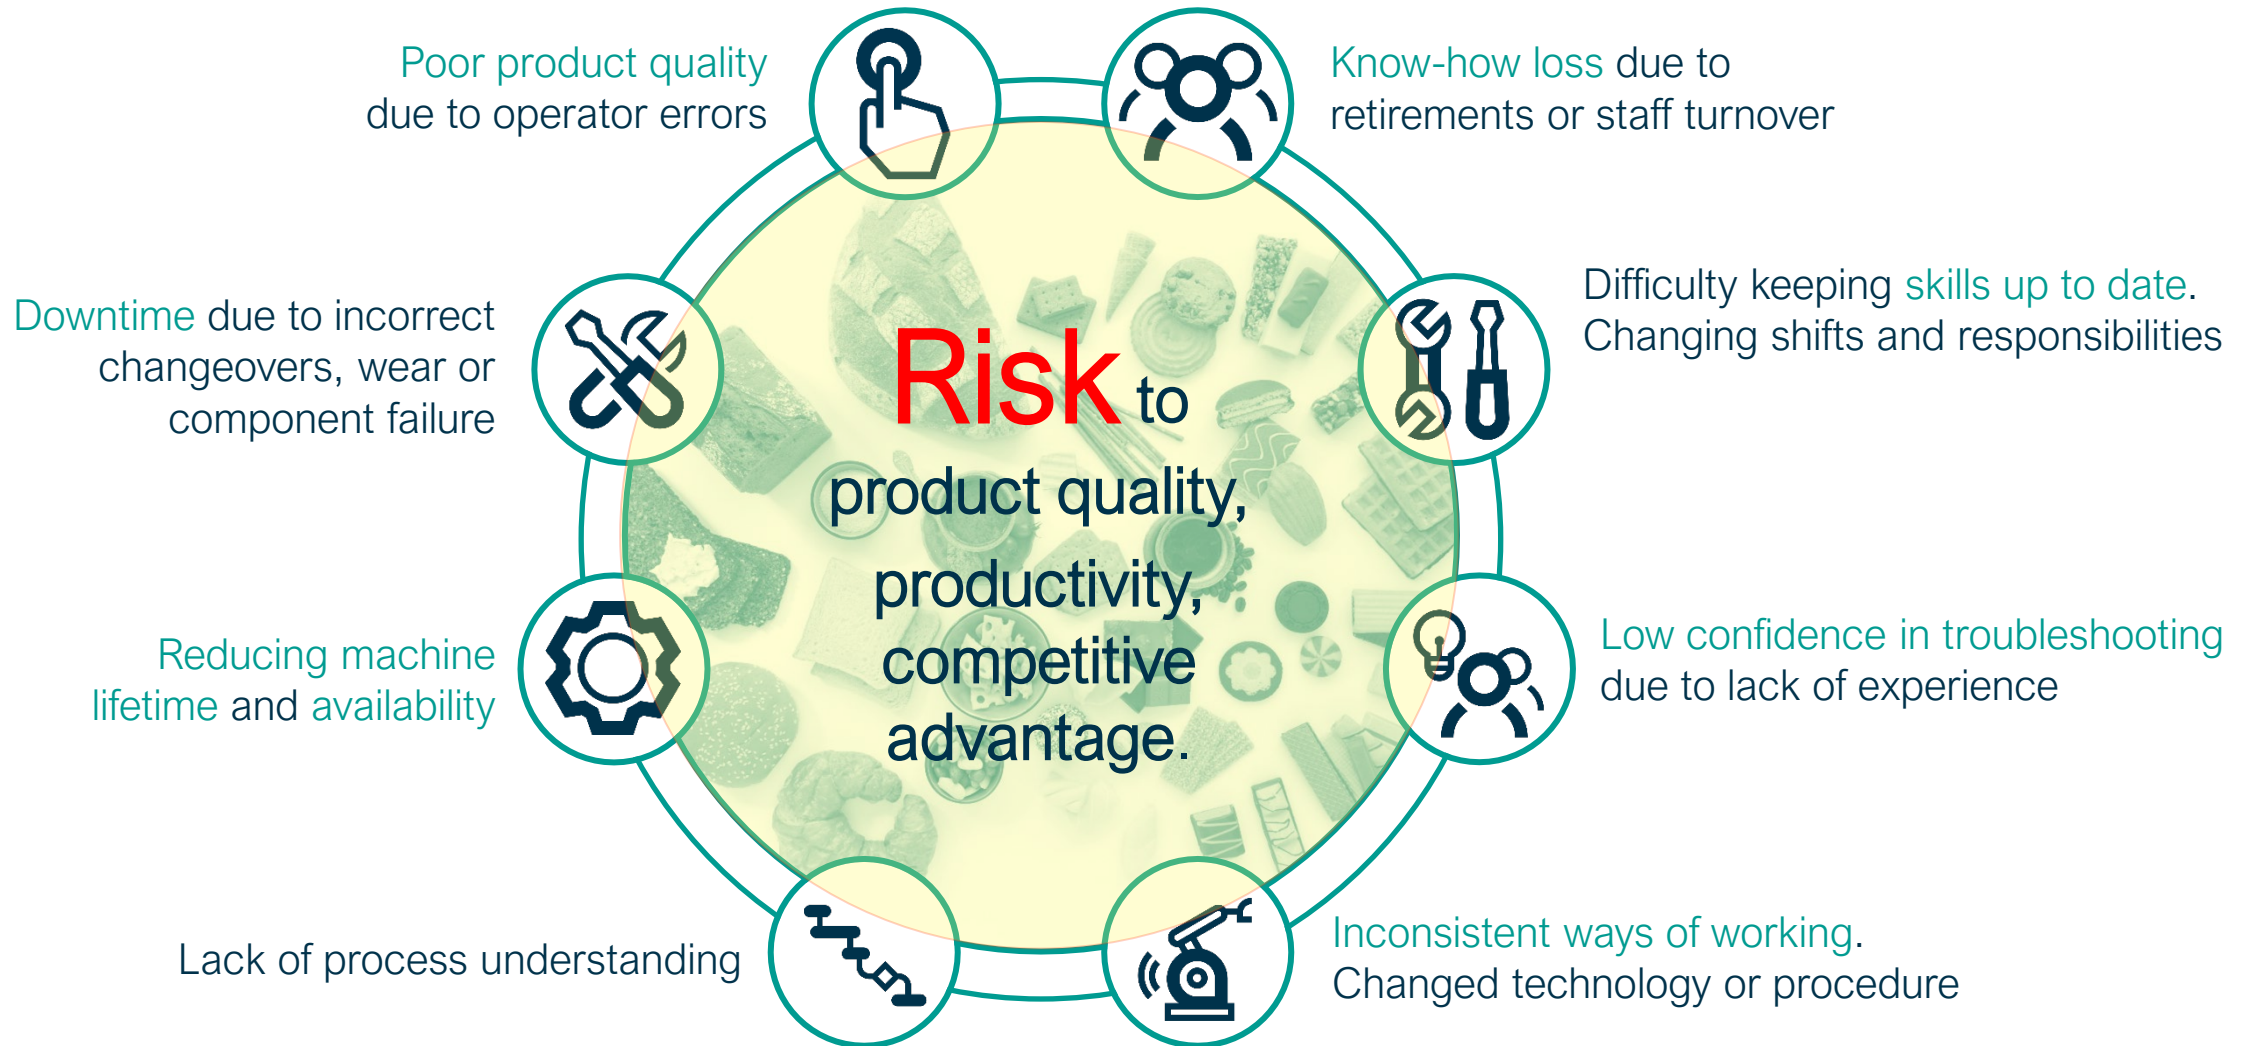 Poor product quality
due to operator errors
Know-how loss due to
retirements or staff turnover
Downtime due to incorrect
changeovers, wear or
component failure
Difficulty keeping skills up to date.
Changing shifts and responsibilities
Risk to
product quality,
productivity,
competitive
advantage.
Reducing machine
lifetime and availability
Low confidence in troubleshooting
due to lack of experience
Lack of process understanding
Inconsistent ways of working.
Changed technology or procedure